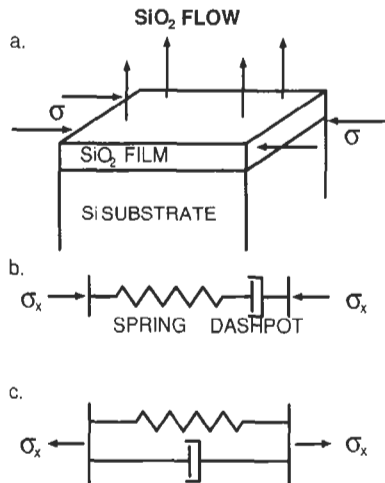 SiO₂ FLOW
a.
σ
σ
SiO₂ FILM
Si SUBSTRATE
b.
σₓ
σₓ
SPRING DASHPOT
c.
σₓ
σₓ